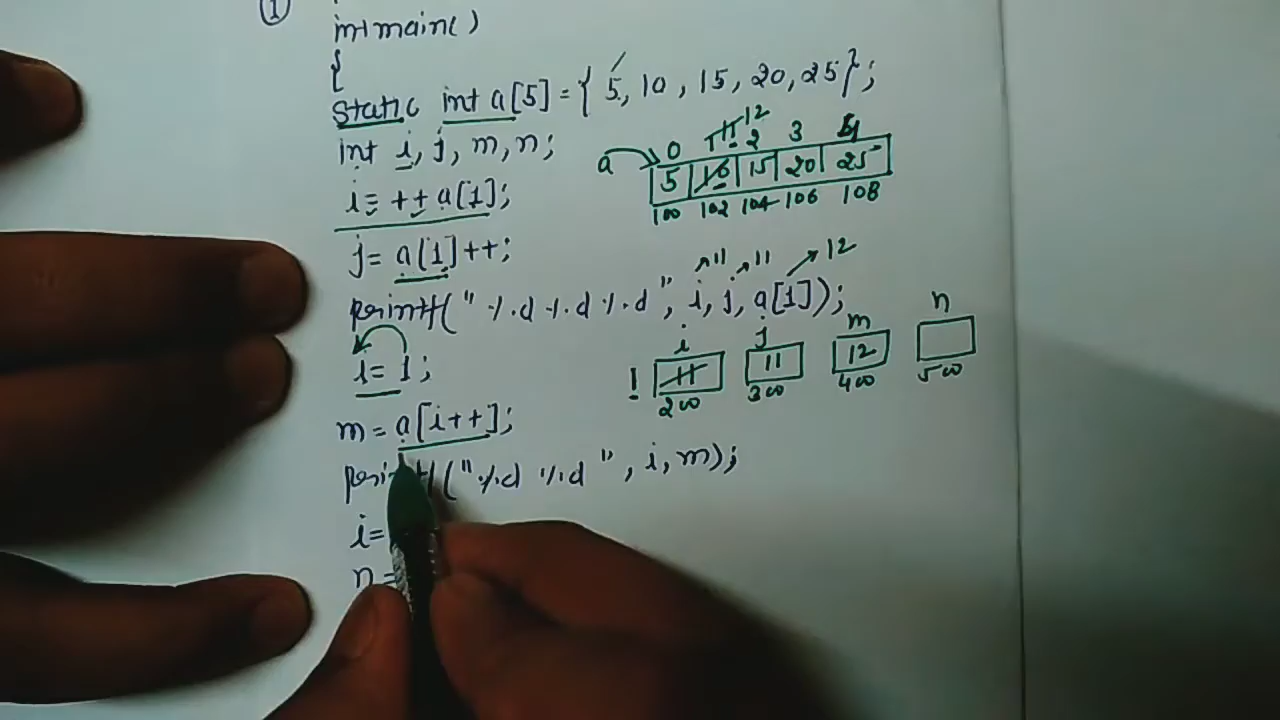 ①
int main()
{
static int a[5] = { 5, 10, 15, 20, 25 };
int i, j, m, n;
i = ++a[1];
j = a[1]++;
printf(" %d %d %d ", i, j, a[1]);
i = 1;
m = a[i++];
printf(" %d %d ", i, m);
i=
n=
12
11
0 2 3 4
a 5 10 15 20 25
100 102 104 106 108
11 11 12
i j m n
11 11 12
200 300 400 500